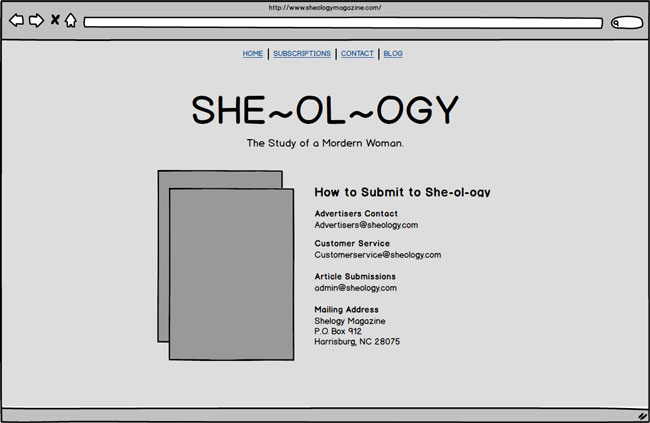 http://www.sheologymagazine.com/
HOME | SUBSCRIPTIONS | CONTACT | BLOG
SHE~OL~OGY
The Study of a Mordern Woman.
How to Submit to She-ol-ogy
Advertisers Contact
Advertisers@sheology.com
Customer Service
Customerservice@sheology.com
Article Submissions
admin@sheology.com
Mailing Address
Shelogy Magazine
P.O. Box 912
Harrisburg, NC 28075